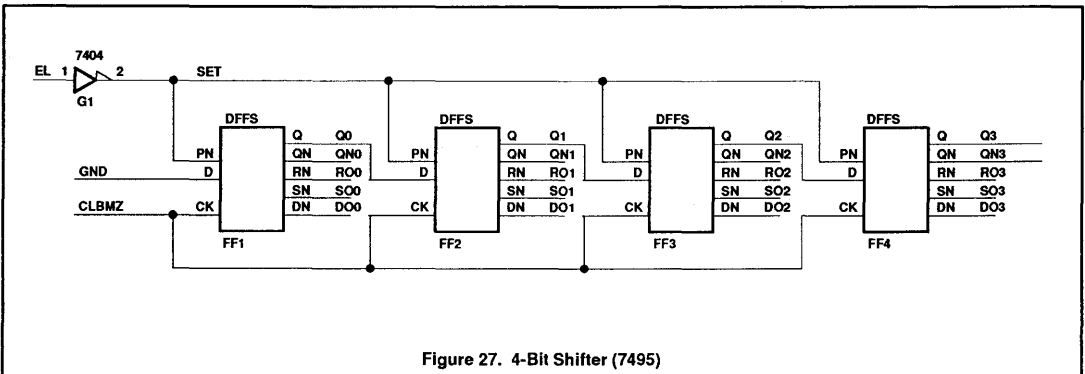 7404
EL 1 2 SET
G1
DFFS DFFS DFFS DFFS
Q Q0 Q Q1 Q Q2 Q Q3
PN QN QN0 PN QN QN1 PN QN QN2 PN QN QN3
GND D RN RO0 D RN RO1 D RN RO2 D RN RO3
SN SO0 SN SO1 SN SO2 SN SO3
CLBMZ CK DN DO0 CK DN DO1 CK DN DO2 CK DN DO3
FF1 FF2 FF3 FF4
Figure 27. 4-Bit Shifter (7495)